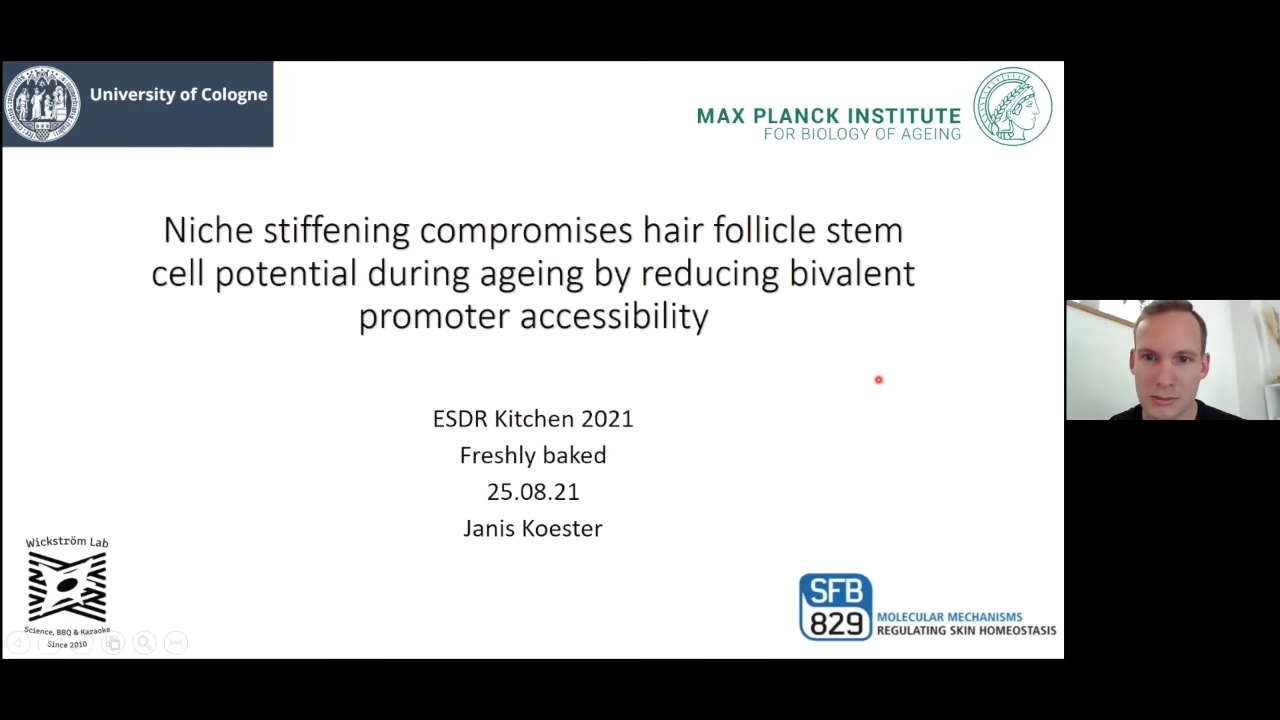 University of Cologne
MAX PLANCK INSTITUTE
FOR BIOLOGY OF AGEING
Niche stiffening compromises hair follicle stem
cell potential during ageing by reducing bivalent
promoter accessibility
ESDR Kitchen 2021
Freshly baked
25.08.21
Janis Koester
Wickström Lab
Science, BBQ & Karaoke
Since 2010
SFB
829
MOLECULAR MECHANISMS
REGULATING SKIN HOMEOSTASIS